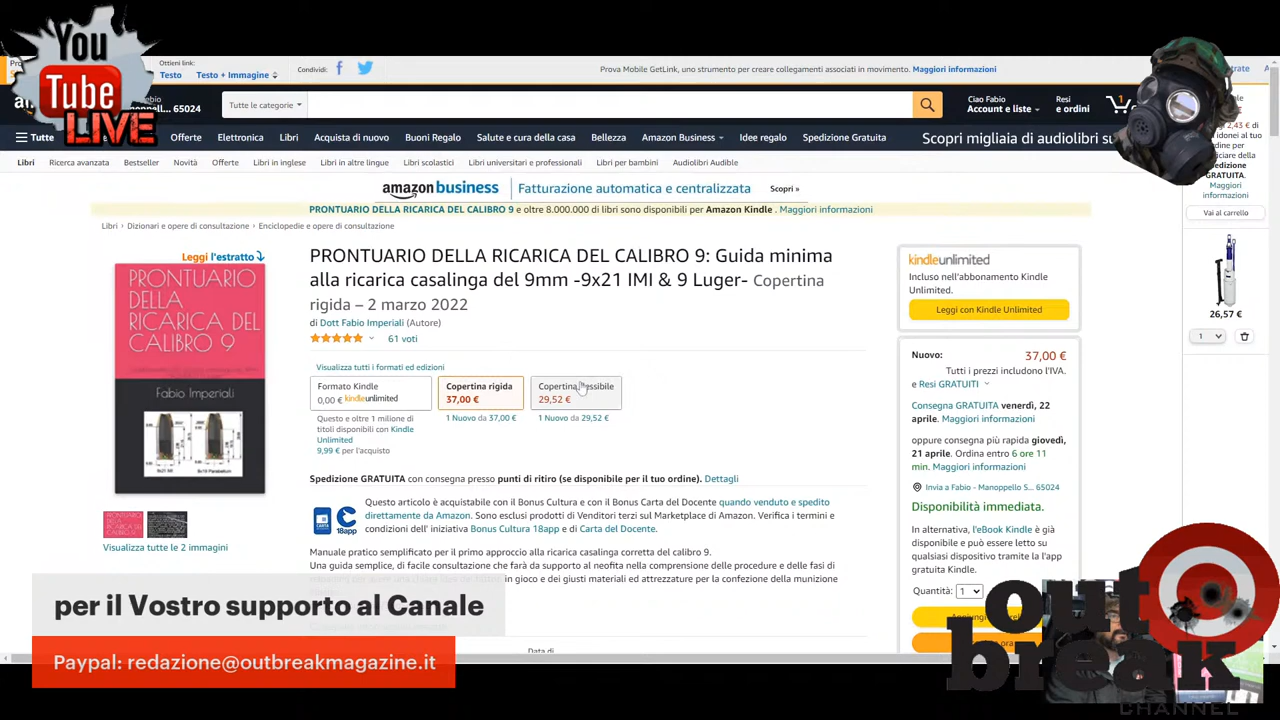 You
Tube
LIVE
Ottieni link:
Testo
Testo + Immagine
Condividi:
Prova Mobile GetLink, uno strumento per creare collegamenti associati in movimento. Maggiori informazioni
65024
Tutte le categorie
Ciao Fabio
Account e liste
Resi
e ordini
1
Tutte
Offerte
Elettronica
Libri
Acquisto di nuovo
Buoni Regalo
Salute e cura della casa
Bellezza
Amazon Business
Idee regalo
Spedizione Gratuita
Scopri migliaia di audiolibri su
Libri
Ricerca avanzata
Bestseller
Novità
Offerte
Libri in inglese
Libri in altre lingue
Libri scolastici
Libri universitari e professionali
Libri per bambini
Audiolibri Audible
amazon business
Fatturazione automatica e centralizzata
Scopri »
PRONTUARIO DELLA RICARICA DEL CALIBRO 9 e oltre 8.000.000 di libri sono disponibili per Amazon Kindle . Maggiori informazioni
Libri › Dizionari e opere di consultazione › Enciclopedie e opere di consultazione
Leggi l'estratto
PRONTUARIO
DELLA
RICARICA DEL
CALIBRO 9
Fabio Imperiali
Visualizza tutte le 2 immagini
PRONTUARIO DELLA RICARICA DEL CALIBRO 9: Guida minima
alla ricarica casalinga del 9mm -9x21 IMI & 9 Luger- Copertina
rigida – 2 marzo 2022
di Dott Fabio Imperiali (Autore)
61 voti
Visualizza tutti i formati ed edizioni
Formato Kindle
0,00 € kindleunlimited
Questo e oltre 1 milione di
titoli disponibili con Kindle
Unlimited
9,99 € per l'acquisto
Copertina rigida
37,00 €
1 Nuovo da 37,00 €
Copertina flessibile
29,52 €
1 Nuovo da 29,52 €
Spedizione GRATUITA con consegna presso punti di ritiro (se disponibile per il tuo ordine). Dettagli
18app
Questo articolo è acquistabile con il Bonus Cultura e con il Bonus Carta del Docente quando venduto e spedito
direttamente da Amazon. Sono esclusi prodotti di Venditori terzi sul Marketplace di Amazon. Verifica i termini e
condizioni dell' iniziativa Bonus Cultura 18app e di Carta del Docente.
Manuale pratico semplificato per il primo approccio alla ricarica casalinga corretta del calibro 9.
Una guida semplice, di facile consultazione che farà da supporto al neofita nella comprensione delle procedure e delle fasi di
in gioco e dei giusti materiali ed attrezzature per la confezione della munizione
Data di
kindleunlimited
Incluso nell'abbonamento Kindle
Unlimited.
Leggi con Kindle Unlimited
Nuovo:
37,00 €
Tutti i prezzi includono l'IVA.
e Resi GRATUITI
Consegna GRATUITA venerdì, 22
aprile. Maggiori informazioni
oppure consegna più rapida giovedì,
21 aprile. Ordina entro 6 ore 11
min. Maggiori informazioni
Invia a Fabio - Manoppello S... 65024
Disponibilità immediata.
In alternativa, l'eBook Kindle è già
disponibile e può essere letto su
qualsiasi dispositivo tramite la l'app
gratuita Kindle.
Quantità: 1
2,43 € di
SPEDIZIONE
GRATUITA.
Maggiori
informazioni
Vai al carrello
26,57 €
1
per il Vostro supporto al Canale
Paypal: redazione@outbreakmagazine.it
out
break
CHANNEL